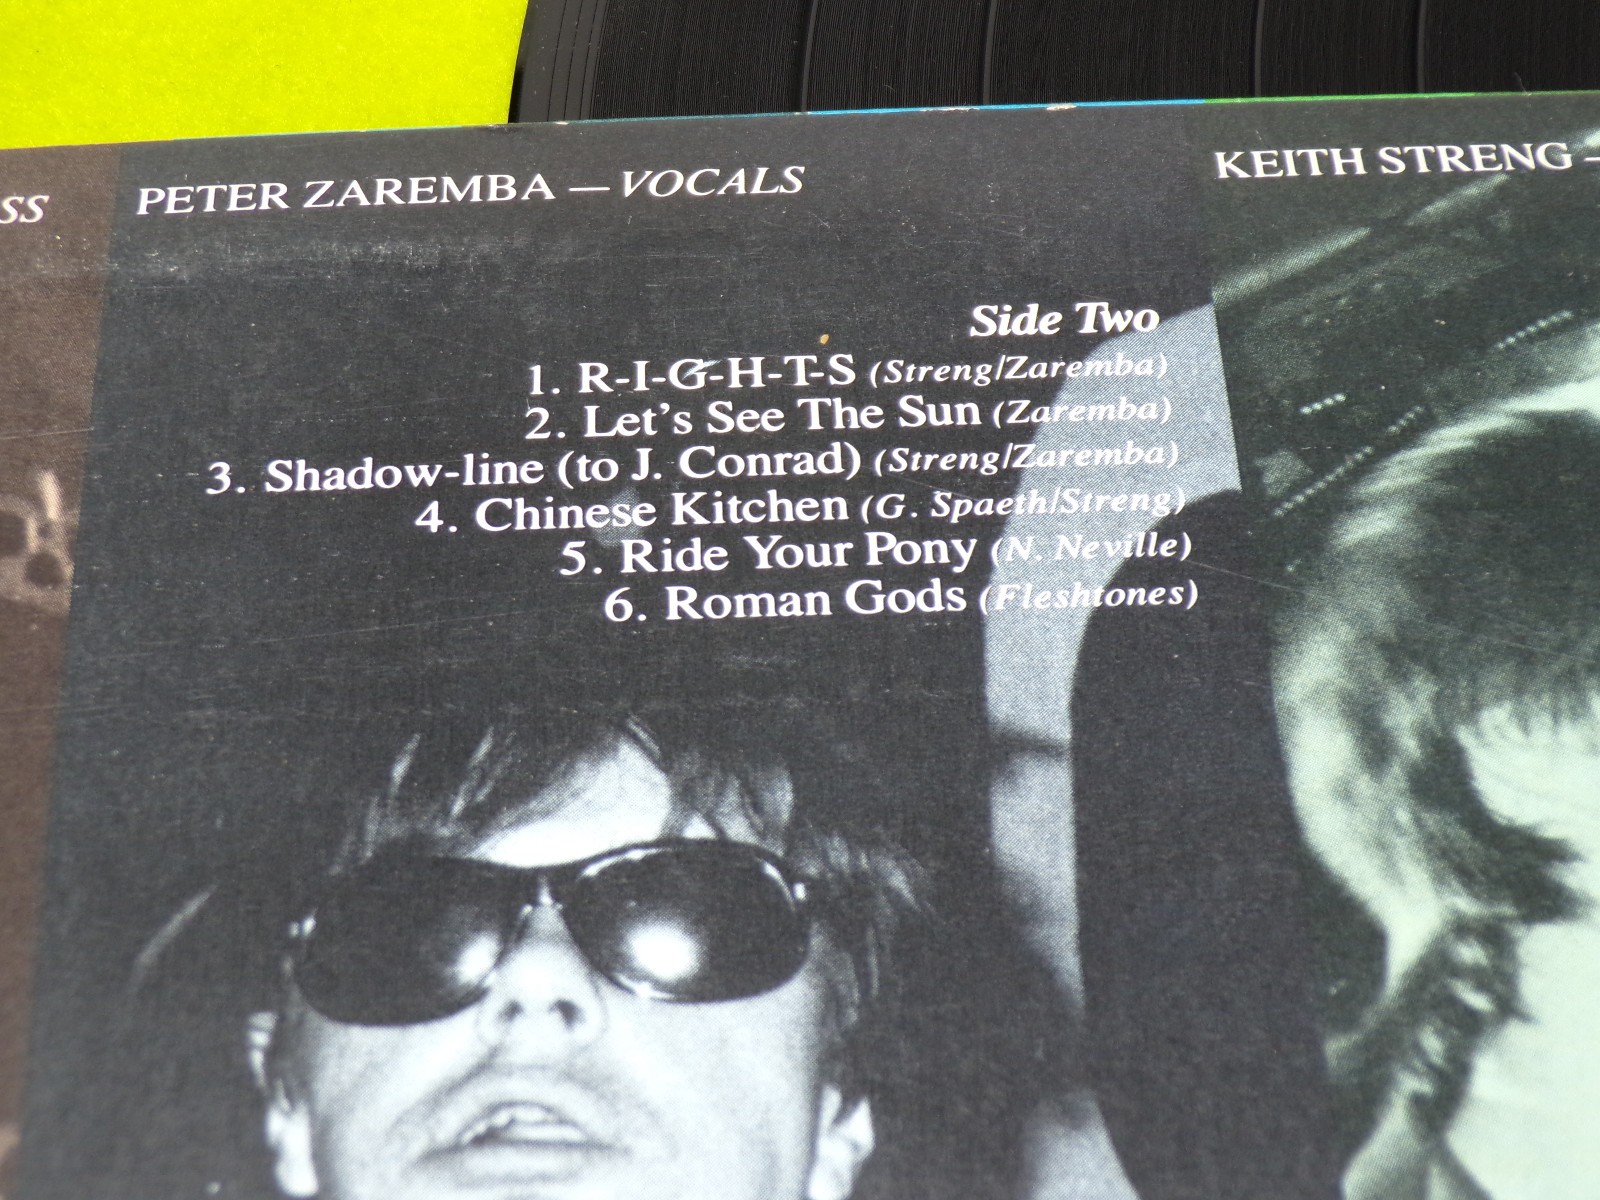 SS
PETER ZAREMBA — VOCALS
KEITH STRENG –
Side Two
1. R-I-G-H-T-S (Streng/Zaremba)
2. Let's See The Sun (Zaremba)
3. Shadow-line (to J. Conrad) (Streng/Zaremba)
4. Chinese Kitchen (G. Spaeth/Streng)
5. Ride Your Pony (N. Neville)
6. Roman Gods (Fleshtones)